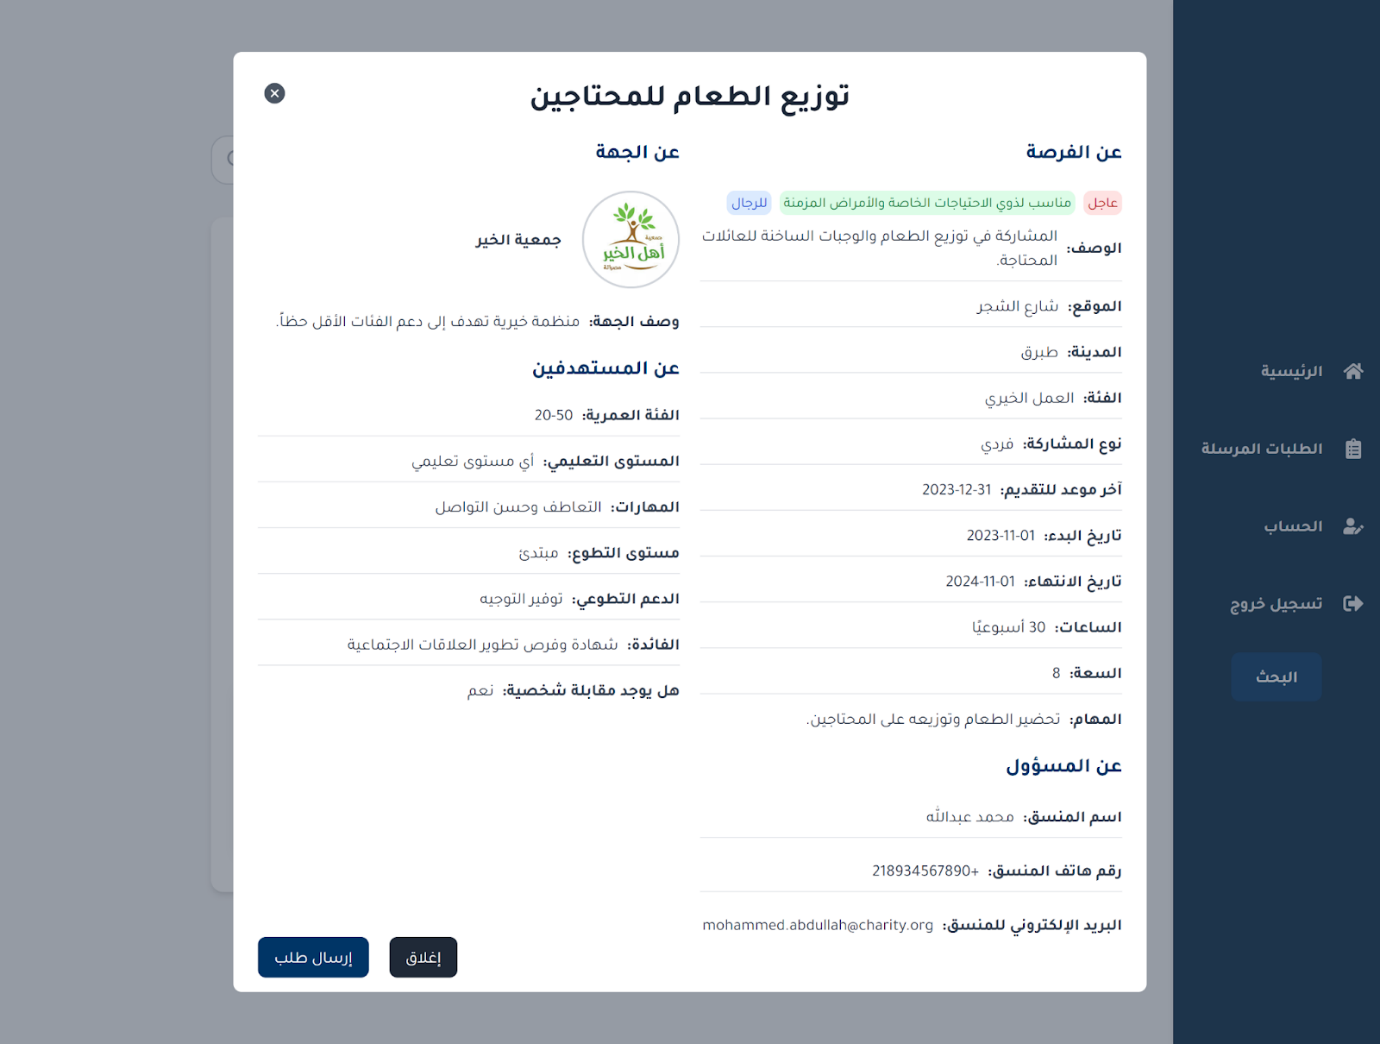 توزيع الطعام للمحتاجين
عن الفرصة
عاجل
مناسب لذوي الاحتياجات الخاصة والأمراض المزمنة
للرجال
الوصف: المشاركة في توزيع الطعام والوجبات الساخنة للعائلات
المحتاجة.
الموقع: شارع الشجر
المدينة: طبرق
الفئة: العمل الخيري
نوع المشاركة: فردي
آخر موعد للتقديم: 31-12-2023
تاريخ البدء: 01-11-2023
تاريخ الانتهاء: 01-11-2024
الساعات: 30 أسبوعيًا
السعة: 8
المهام: تحضير الطعام وتوزيعه على المحتاجين.
عن المسؤول
اسم المنسق: محمد عبدالله
رقم هاتف المنسق: +218934567890
البريد الإلكتروني للمنسق: mohammed.abdullah@charity.org
عن الجهة
جمعية
أهل الخير
مصراتة
جمعية الخير
وصف الجهة: منظمة خيرية تهدف إلى دعم الفئات الأقل حظاً.
عن المستهدفين
الفئة العمرية: 20-50
المستوى التعليمي: أي مستوى تعليمي
المهارات: التعاطف وحسن التواصل
مستوى التطوع: مبتدئ
الدعم التطوعي: توفير التوجيه
الفائدة: شهادة وفرص تطوير العلاقات الاجتماعية
هل يوجد مقابلة شخصية: نعم
إغلاق
إرسال طلب
الرئيسية
الطلبات المرسلة
الحساب
تسجيل خروج
البحث